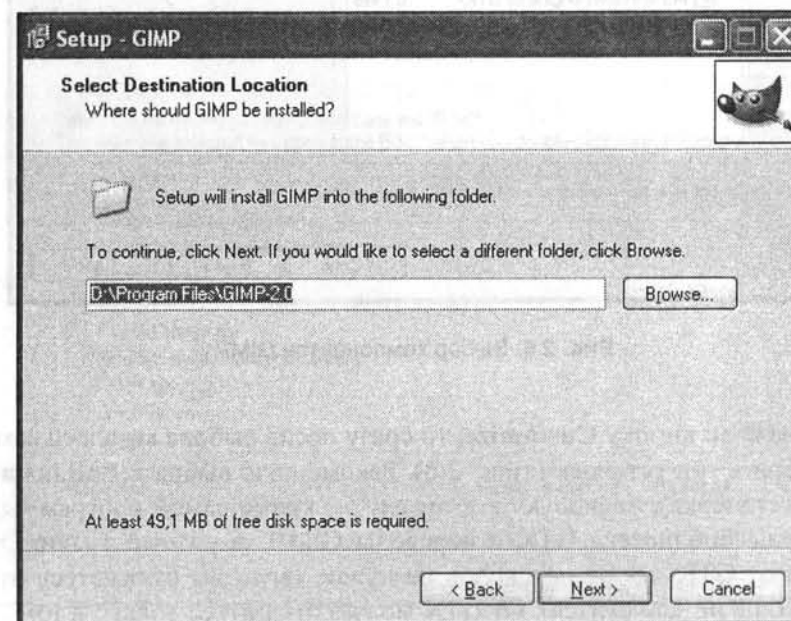 Setup - GIMP
Select Destination Location
Where should GIMP be installed?
Setup will install GIMP into the following folder.
To continue, click Next. If you would like to select a different folder, click Browse.
D:\Program Files\GIMP-2.0
Browse...
At least 49,1 MB of free disk space is required.
< Back
Next >
Cancel